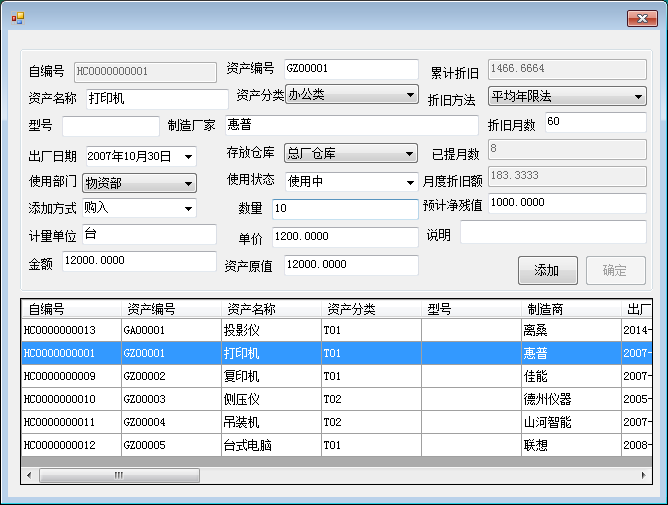 自编号 HC0000000001 资产编号 GZ00001 累计折旧 1466.6664
资产名称 打印机 资产分类 办公类 折旧方法 平均年限法
型号 制造厂家 惠普 折旧月数 60
出厂日期 2007年10月30日 存放仓库 总厂仓库 已提月数 8
使用部门 物资部 使用状态 使用中 月度折旧额 183.3333
添加方式 购入 数量 10 预计净残值 1000.0000
计量单位 台 单价 1200.0000 说明
金额 12000.0000 资产原值 12000.0000 添加 确定
自编号 资产编号 资产名称 资产分类 型号 制造商 出厂
HC0000000013 GA00001 投影仪 T01 离桑 2014-
HC0000000001 GZ00001 打印机 T01 惠普 2007-
HC0000000009 GZ00002 复印机 T01 佳能 2007-
HC0000000010 GZ00003 侧压仪 T02 德州仪器 2005-
HC0000000011 GZ00004 吊装机 T02 山河智能 2007-
HC0000000012 GZ00005 台式电脑 T01 联想 2008-